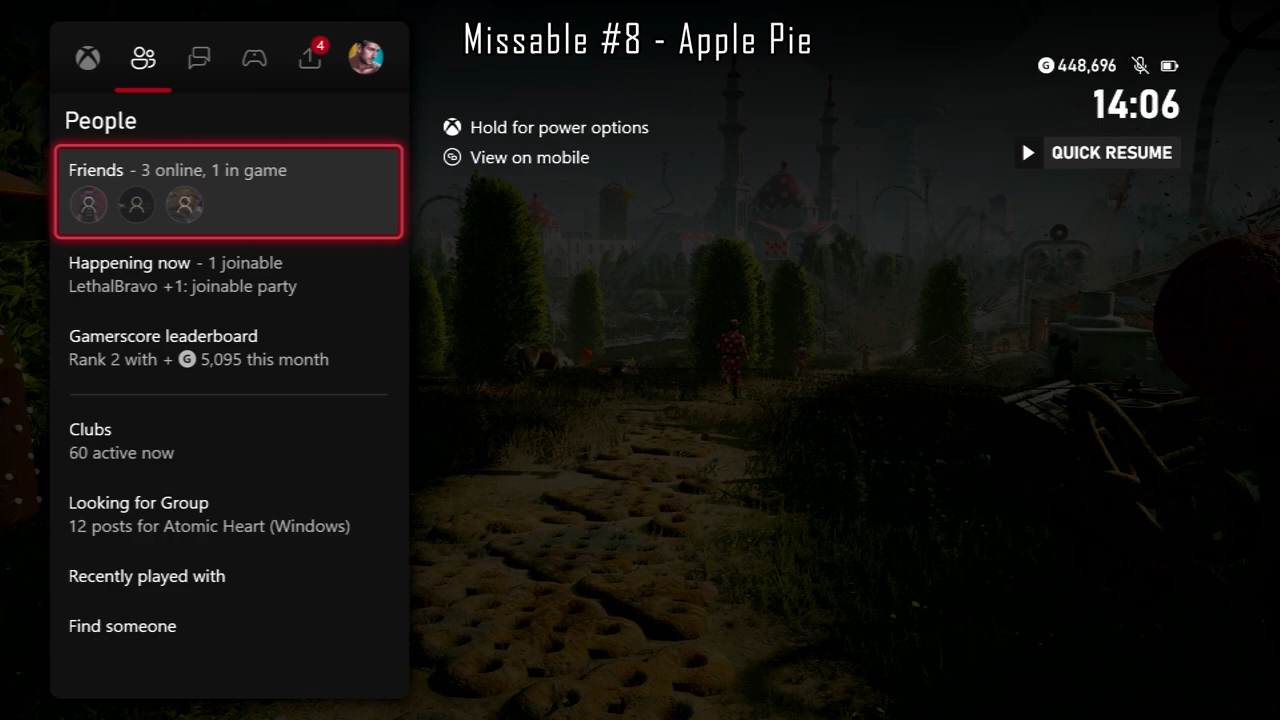 Missable #8 - Apple Pie
4
People
Friends - 3 online, 1 in game
Happening now - 1 joinable
LethalBravo +1: joinable party
Gamerscore leaderboard
Rank 2 with + G 5,095 this month
Clubs
60 active now
Looking for Group
12 posts for Atomic Heart (Windows)
Recently played with
Find someone
Hold for power options
View on mobile
G 448,696
14:06
QUICK RESUME